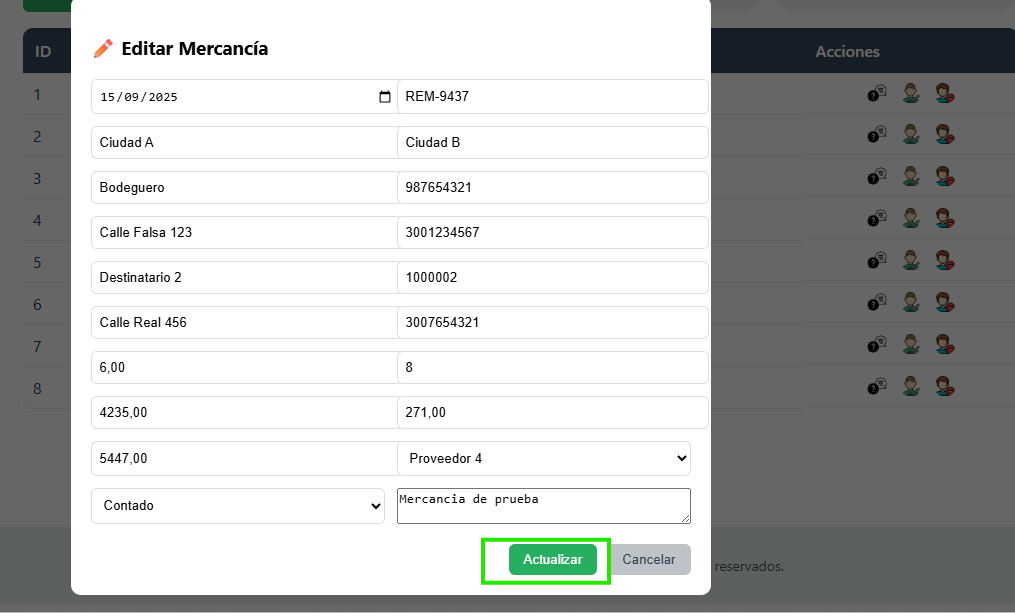 Editar Mercancía
ID
Acciones
15/09/2025 REM-9437
1
Ciudad A Ciudad B
2
Bodeguero 987654321
3
Calle Falsa 123 3001234567
4
Destinatario 2 1000002
5
Calle Real 456 3007654321
6
6,00 8
7
4235,00 271,00
8
5447,00 Proveedor 4
Contado Mercancia de prueba
Actualizar Cancelar
reservados.